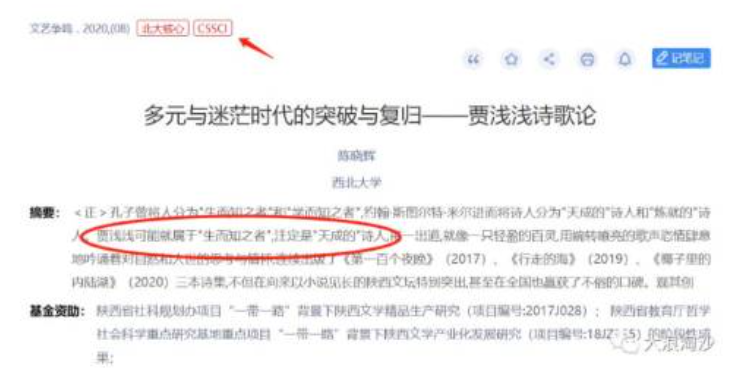 文艺争鸣 . 2020,(08) 北大核心 CSSCI
记笔记
多元与迷茫时代的突破与复归——贾浅浅诗歌论
陈晓辉
西北大学
摘要: <正>孔子曾将人分为"生而知之者"和"学而知之者",约翰·斯图尔特·米尔进而将诗人分为"天成的"诗人和"炼就的"诗
人。贾浅浅可能就属于"生而知之者",注定是"天成的"诗人,一出道,就像一只轻盈的百灵,用婉转嘹亮的歌声恣情肆意
地吟诵着对自然和人世的思考与情怀,连续出版了《第一百个夜晚》(2017)、《行走的海》(2019)、《椰子里的
内陆湖》(2020)三本诗集,不但在向来以小说见长的陕西文坛特别突出,甚至在全国也赢获了不俗的口碑。观其创
基金资助: 陕西省社科规划办项目"一带一路"背景下陕西文学精品生产研究(项目编号:2017J028); 陕西省教育厅哲学
社会科学重点研究基地重点项目"一带一路"背景下陕西文学产业化发展研究(项目编号:18JZ)的阶段性成
果;
大浪淘沙